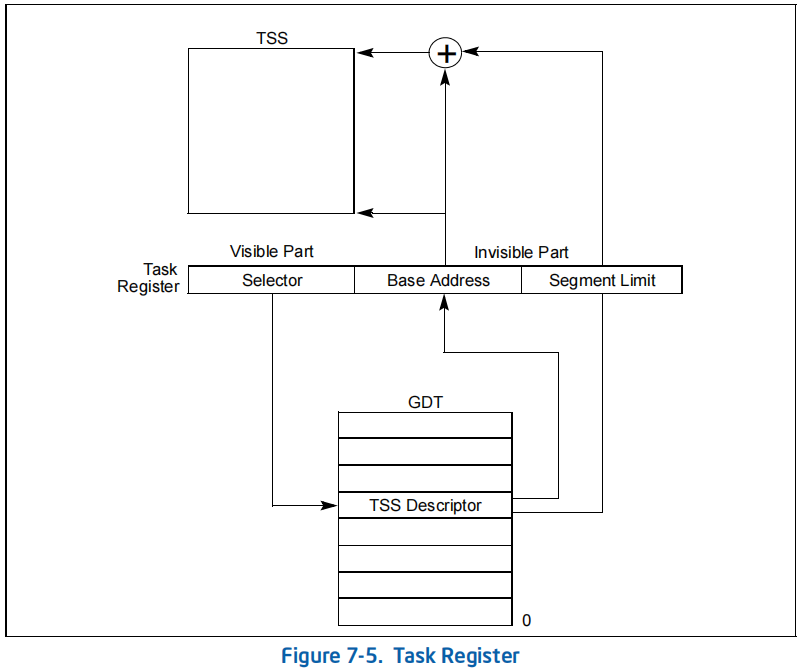 TSS
+
Visible Part
Invisible Part
Task
Register
Selector
Base Address
Segment Limit
GDT
TSS Descriptor
0
Figure 7-5. Task Register